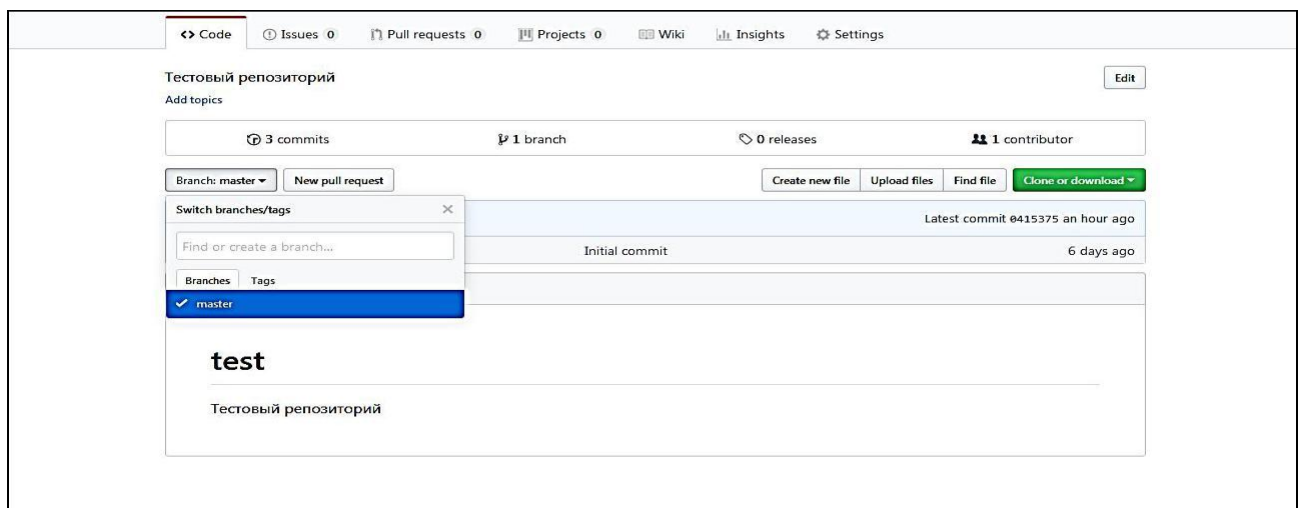 Code Issues 0 Pull requests 0 Projects 0 Wiki Insights Settings
Тестовый репозиторий Edit
Add topics
3 commits 1 branch 0 releases 1 contributor
Branch: master New pull request Create new file Upload files Find file Clone or download
Switch branches/tags
Latest commit 0415375 an hour ago
Find or create a branch... Initial commit 6 days ago
Branches Tags
master
test
Тестовый репозиторий